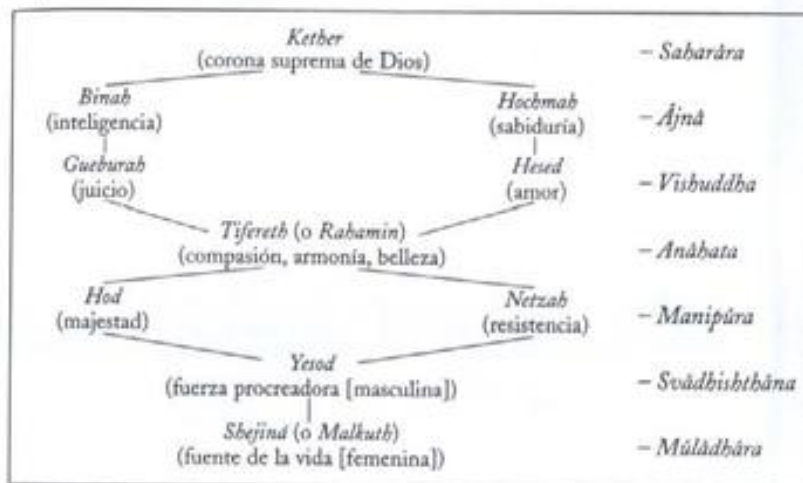 Kether
(corona suprema de Dios)
– Saharâra
Binah
(inteligencia)
Hochmah
(sabiduría)
– Âjnâ
Gueburah
(juicio)
Hesed
(amor)
– Vishuddha
Tifereth (o Rahamin)
(compasión, armonía, belleza)
– Anâhata
Hod
(majestad)
Netzah
(resistencia)
– Manipûra
Yesod
(fuerza procreadora [masculina])
– Svâdhishthâna
Shejiná (o Malkuth)
(fuente de la vida [femenina])
– Mûlâdhâra